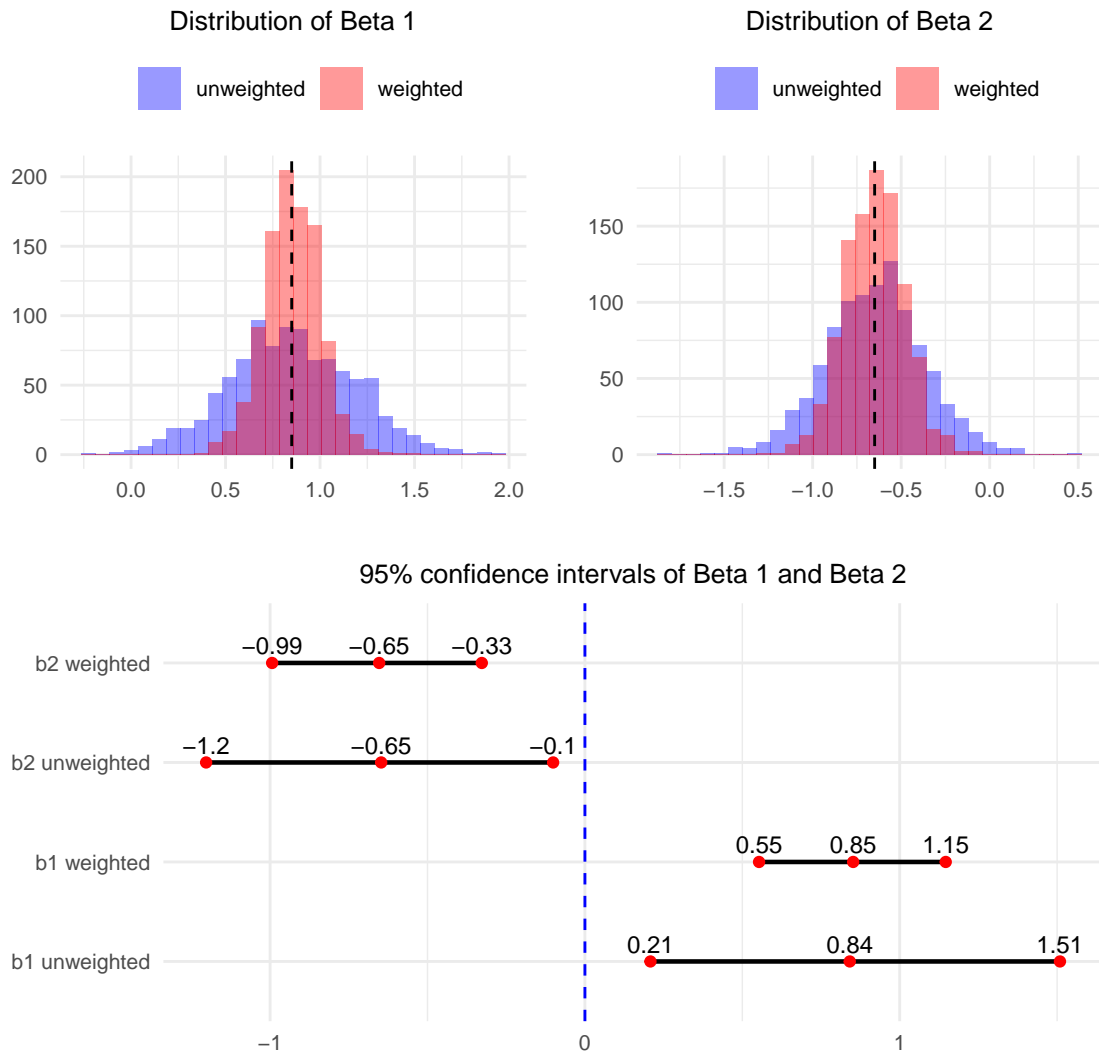 Distribution of Beta 1
unweighted weighted
200
150
100
50
0
0.0 0.5 1.0 1.5 2.0
Distribution of Beta 2
unweighted weighted
150
100
50
0
−1.5 −1.0 −0.5 0.0 0.5
95% confidence intervals of Beta 1 and Beta 2
b2 weighted −0.99 −0.65 −0.33
b2 unweighted −1.2 −0.65 −0.1
b1 weighted 0.55 0.85 1.15
b1 unweighted 0.21 0.84 1.51
−1 0 1